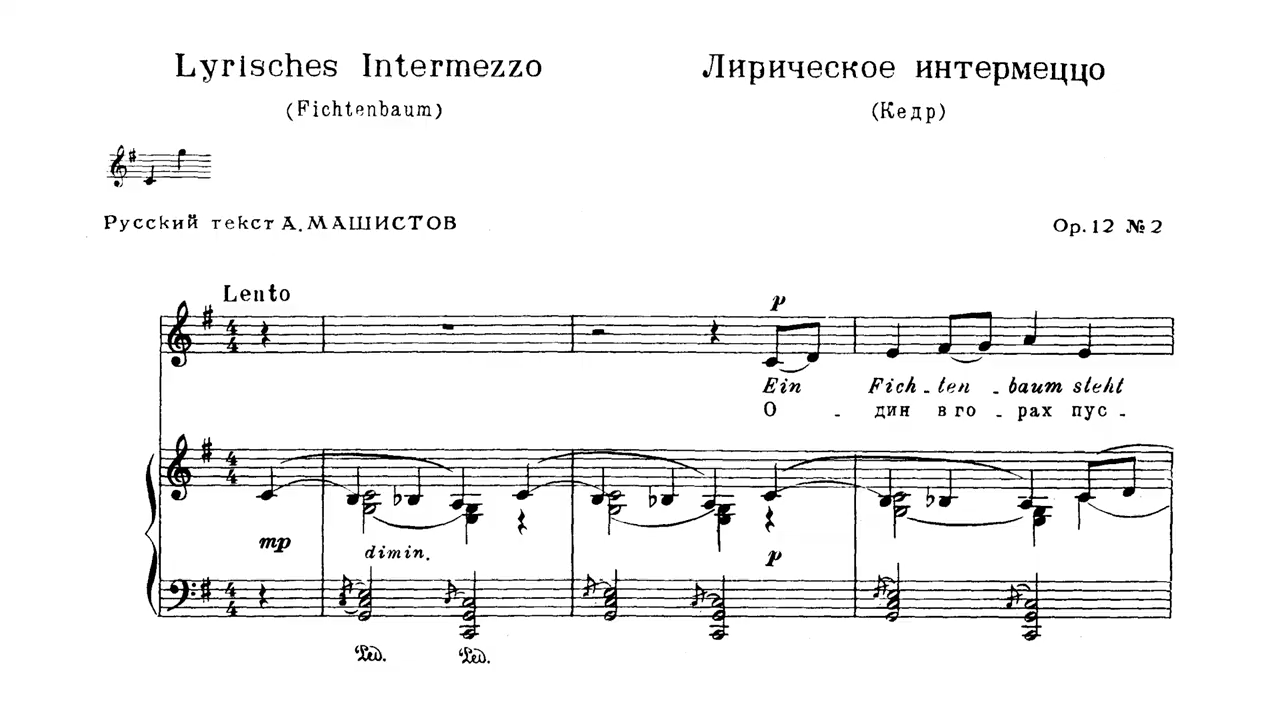 Lyrisches Intermezzo
Лирическое интермеццо
(Fichtenbaum)
(Кедр)
Русский текст А. МАШИСТОВ
Op. 12 № 2
Lento
p
Ein Fich - ten - baum steht
О - дин в го - рах пус -
mp
dimin.
p
Ped. Ped.